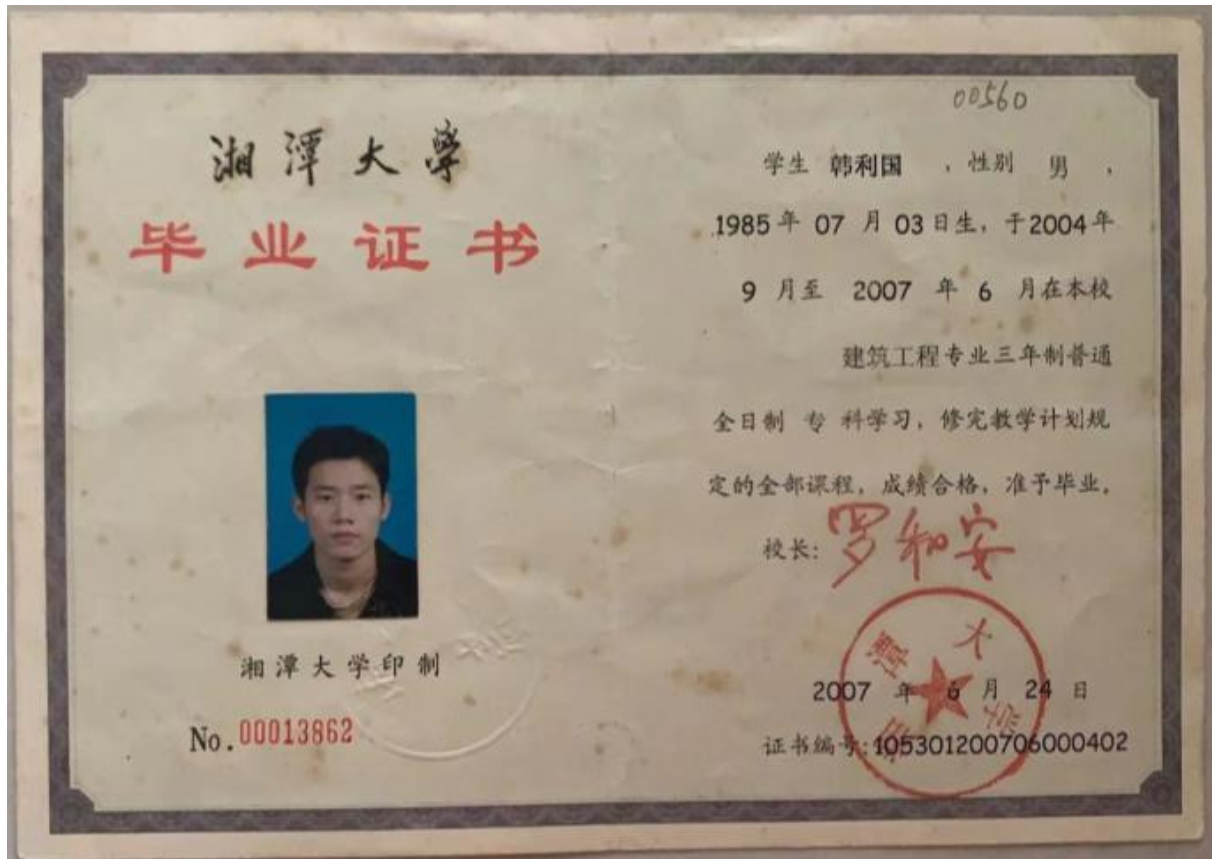 湘潭大學
毕业证书
湘潭大学印制
No.00013862
00560
学生 韩利国 ，性别 男 ，
1985年 07 月 03日生，于2004年
9 月至 2007 年 6 月在本校
建筑工程专业三年制普通
全日制 专 科学习，修完教学计划规
定的全部课程，成绩合格，准予毕业。
校长：罗和安
湘潭大学
2007 年 6 月 24 日
证书编号:105301200706000402